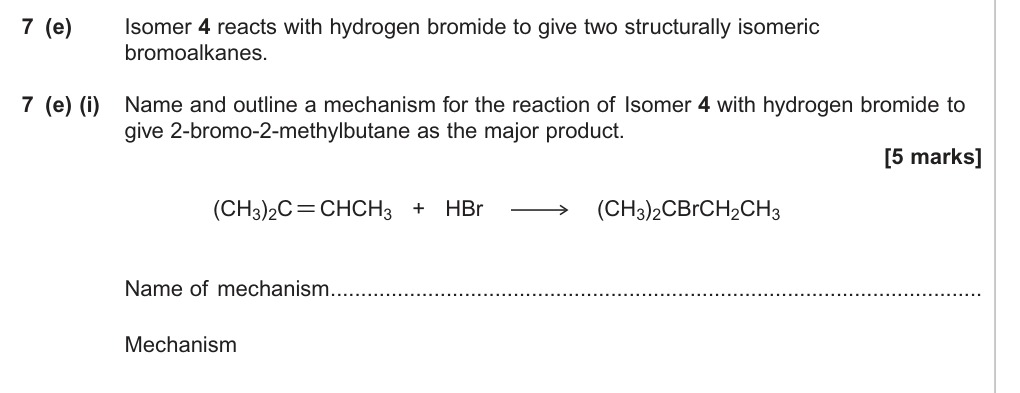 7 (e) Isomer 4 reacts with hydrogen bromide to give two structurally isomeric
bromoalkanes.
7 (e) (i) Name and outline a mechanism for the reaction of Isomer 4 with hydrogen bromide to
give 2-bromo-2-methylbutane as the major product.
[5 marks]
(CH₃)₂C=CHCH₃ + HBr ⟶ (CH₃)₂CBrCH₂CH₃
Name of mechanism..............................................................................................................
Mechanism